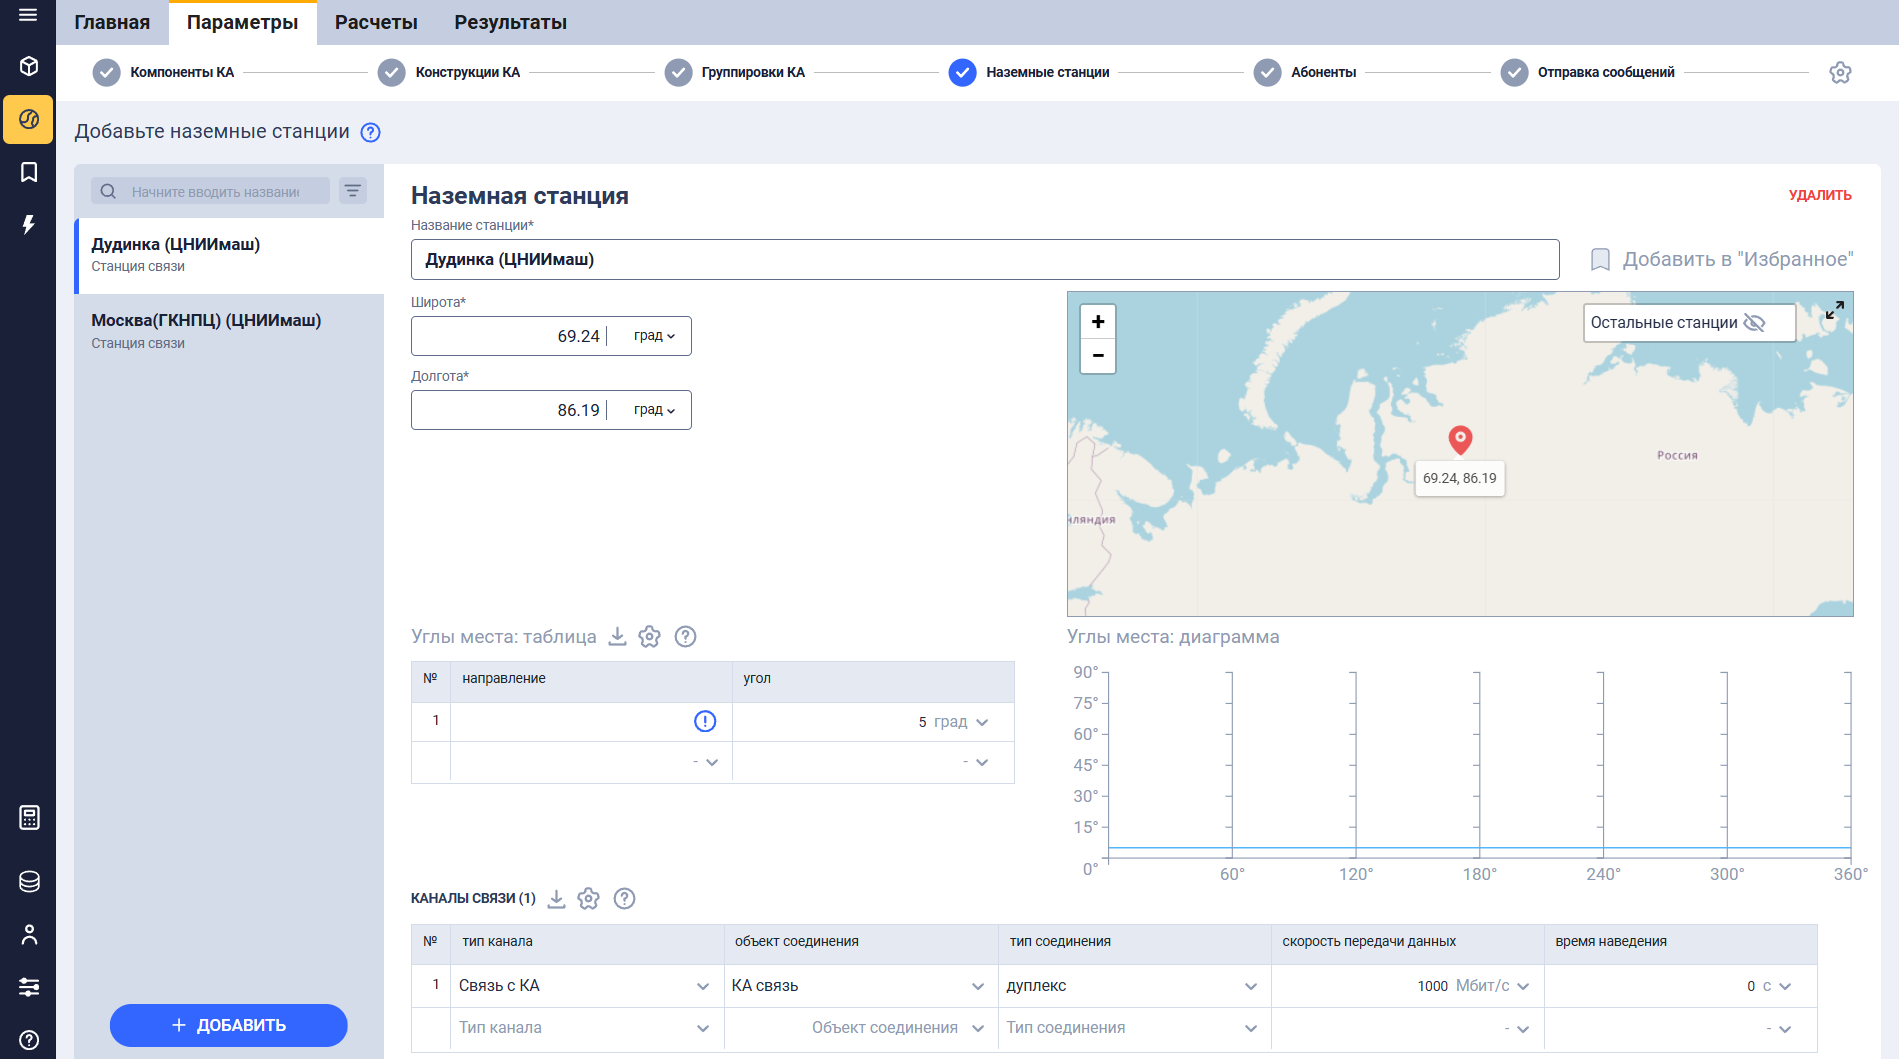 Главная Параметры Расчеты Результаты
Компоненты КА Конструкции КА Группировки КА Наземные станции Абоненты Отправка сообщений
Добавьте наземные станции ?
Начните вводить названи
Дудинка (ЦНИИмаш)
Станция связи
Москва(ГКНПЦ) (ЦНИИмаш)
Станция связи
+ ДОБАВИТЬ
Наземная станция
УДАЛИТЬ
Название станции*
Дудинка (ЦНИИмаш)
Добавить в "Избранное"
Широта*
69.24 град
Долгота*
86.19 град
+
−
Остальные станции
Россия
69.24, 86.19
нляндия
Углы места: таблица ?
№ направление угол
1 ! 5 град
- -
Углы места: диаграмма
90°
75°
60°
45°
30°
15°
0°
60° 120° 180° 240° 300° 360°
КАНАЛЫ СВЯЗИ (1) ?
№ тип канала объект соединения тип соединения скорость передачи данных время наведения
1 Связь с КА КА связь дуплекс 1000 Мбит/с 0 с
Тип канала Объект соединения Тип соединения - -